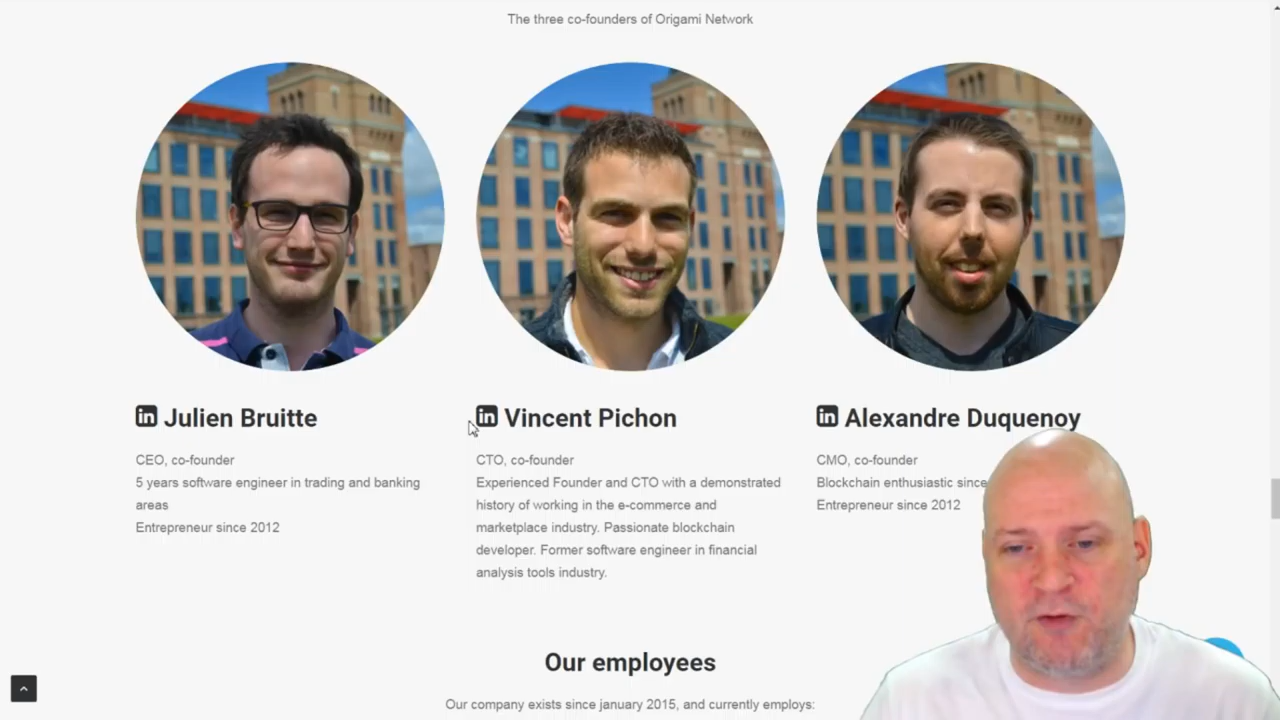 The three co-founders of Origami Network
in Julien Bruitte
CEO, co-founder
5 years software engineer in trading and banking
areas
Entrepreneur since 2012
in Vincent Pichon
CTO, co-founder
Experienced Founder and CTO with a demonstrated
history of working in the e-commerce and
marketplace industry. Passionate blockchain
developer. Former software engineer in financial
analysis tools industry.
in Alexandre Duquenoy
CMO, co-founder
Blockchain enthusiastic since
Entrepreneur since 2012
Our employees
Our company exists since january 2015, and currently employs: